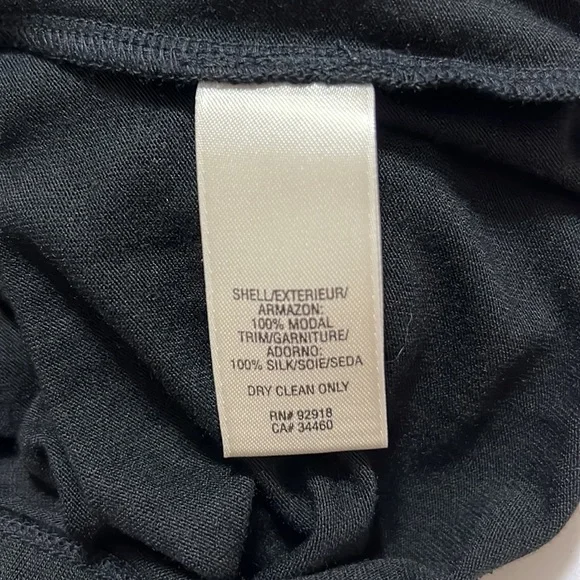 SHELL/EXTERIEUR/
ARMAZON:
100% MODAL
TRIM/GARNITURE/
ADORNO:
100% SILK/SOIE/SEDA
DRY CLEAN ONLY
RN# 92918
CA# 34460